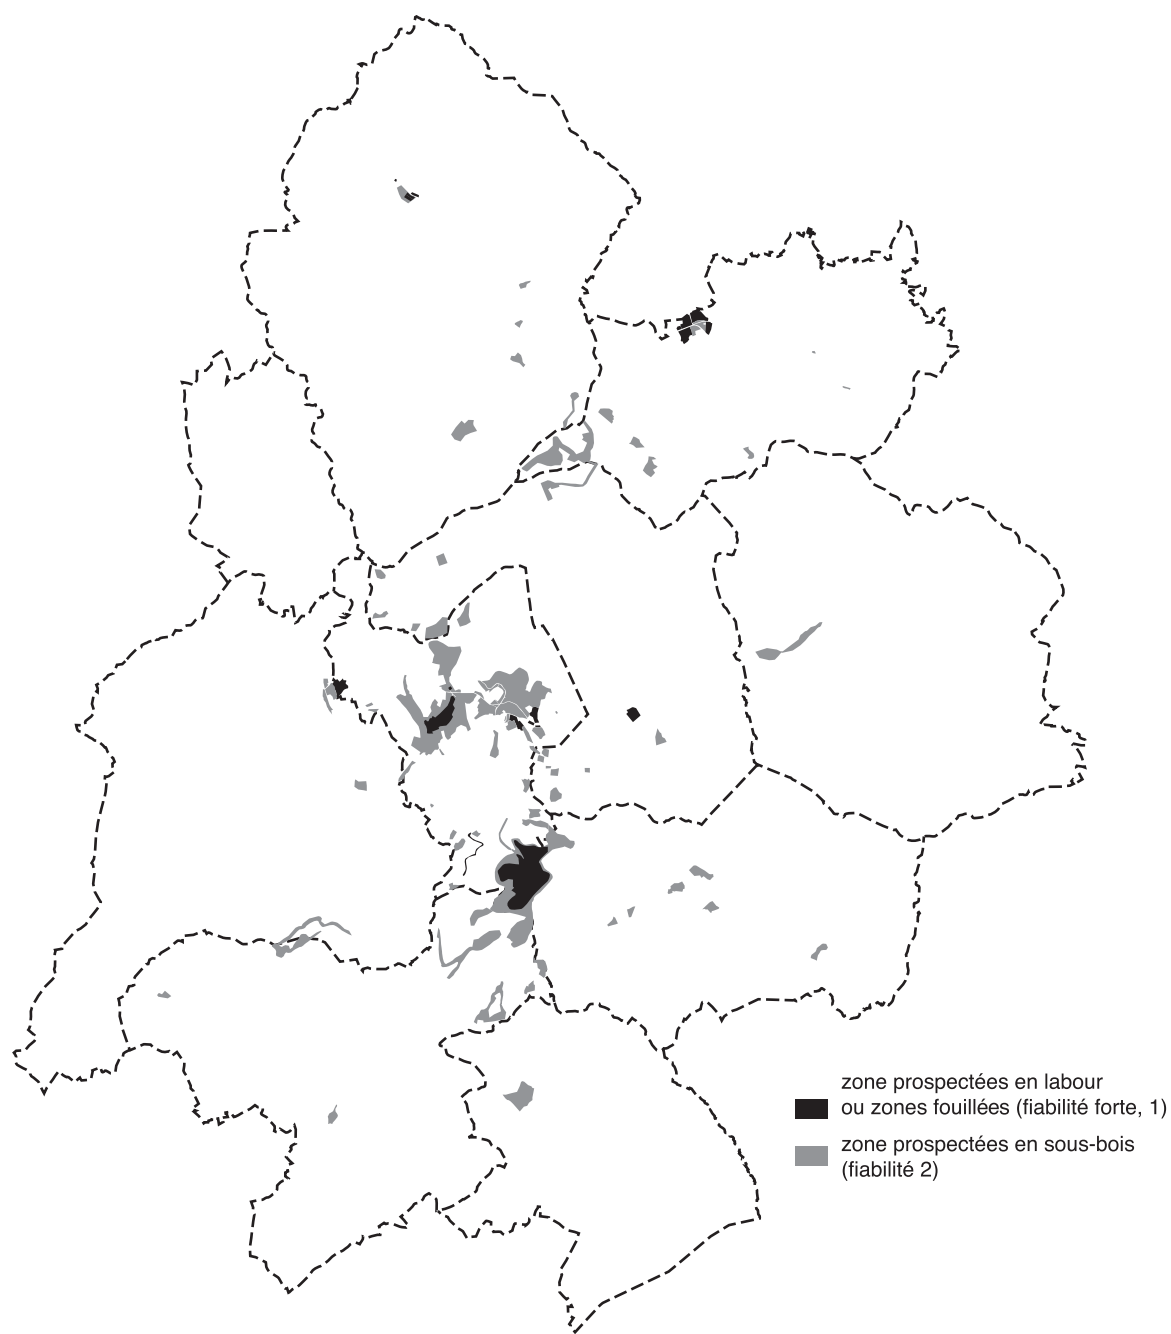 zone prospectées en labour
ou zones fouillées (fiabilité forte, 1)
zone prospectées en sous-bois
(fiabilité 2)